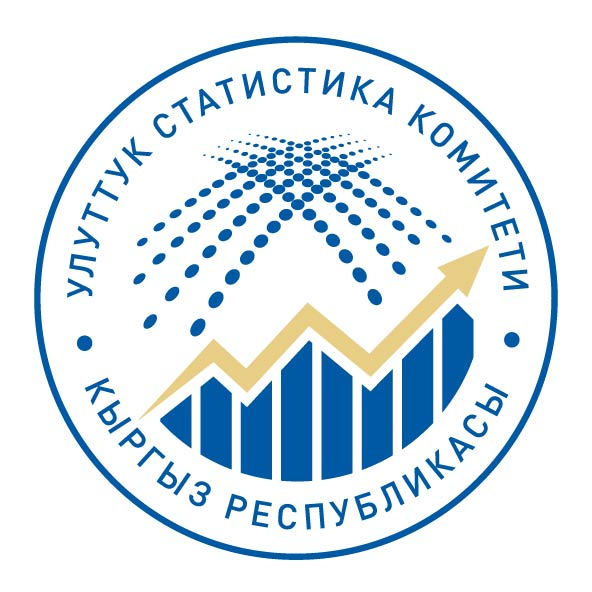 УЛУТТУК СТАТИСТИКА КОМИТЕТИ
КЫРГЫЗ РЕСПУБЛИКАСЫ